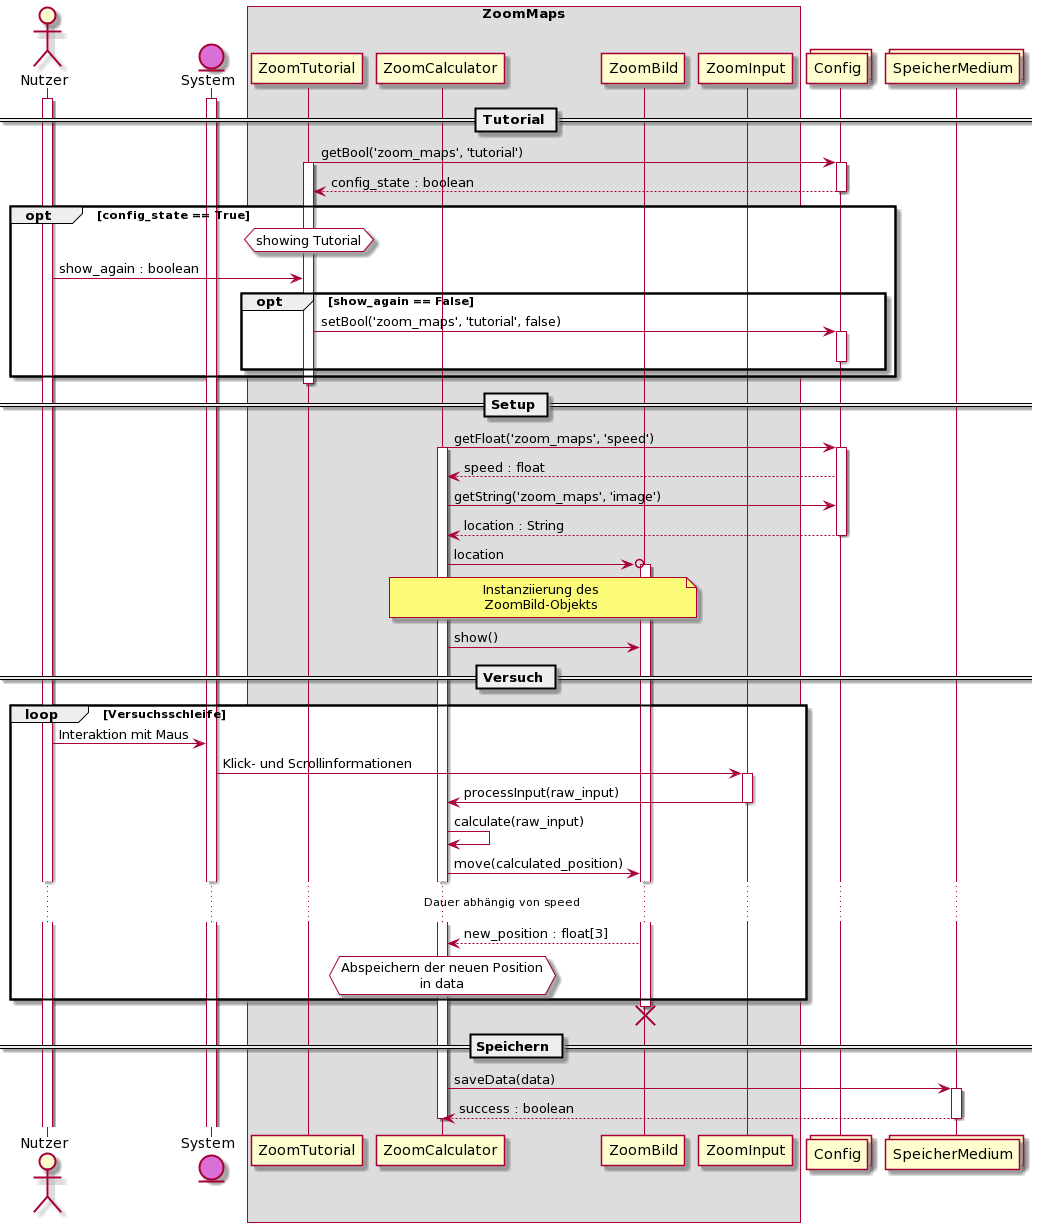 ZoomMaps
Nutzer
System
ZoomTutorial
ZoomCalculator
ZoomBild
ZoomInput
Config
SpeicherMedium
Tutorial
getBool('zoom_maps', 'tutorial')
config_state : boolean
opt
[config_state == True]
showing Tutorial
show_again : boolean
opt
[show_again == False]
setBool('zoom_maps', 'tutorial', false)
Setup
getFloat('zoom_maps', 'speed')
speed : float
getString('zoom_maps', 'image')
location : String
location
Instanziierung des
ZoomBild-Objekts
show()
Versuch
loop
[Versuchsschleife]
Interaktion mit Maus
Klick- und Scrollinformationen
processInput(raw_input)
calculate(raw_input)
move(calculated_position)
Dauer abhängig von speed
new_position : float[3]
Abspeichern der neuen Position
in data
Speichern
saveData(data)
success : boolean
Nutzer
System
ZoomTutorial
ZoomCalculator
ZoomBild
ZoomInput
Config
SpeicherMedium